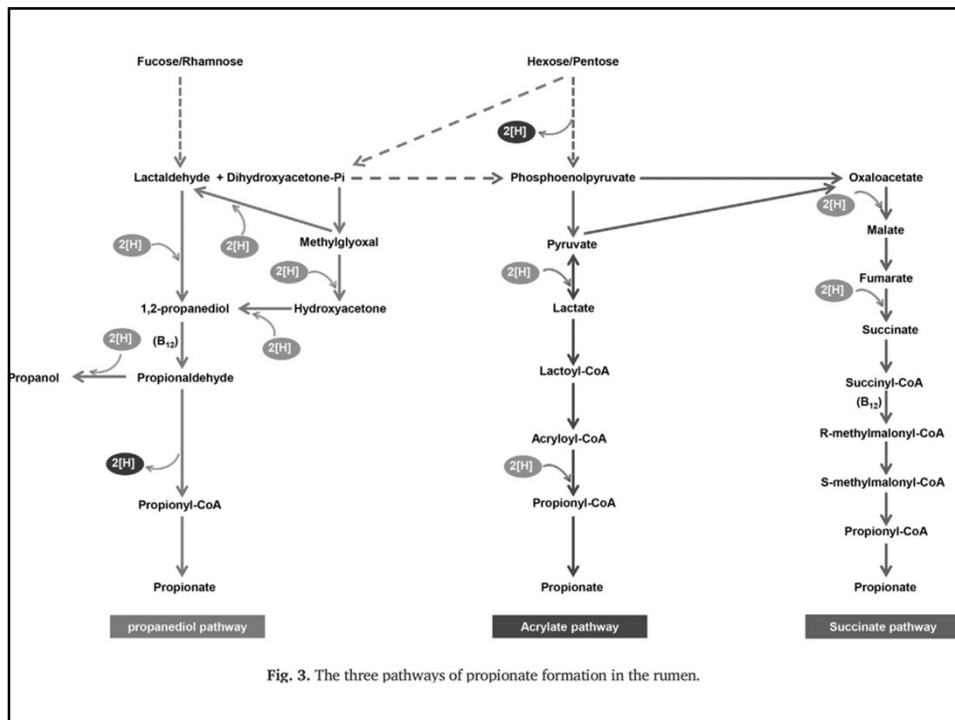 Fucose/Rhamnose
Hexose/Pentose
2[H]
Lactaldehyde + Dihydroxyacetone-Pi
Phosphoenolpyruvate
Oxaloacetate
2[H]
Malate
2[H]
2[H]
Methylglyoxal
Pyruvate
2[H]
2[H]
Fumarate
2[H]
1,2-propanediol
Hydroxyacetone
Lactate
Succinate
2[H]
(B12)
2[H]
Propanol
Propionaldehyde
Lactoyl-CoA
Succinyl-CoA
(B12)
R-methylmalonyl-CoA
Acryloyl-CoA
2[H]
2[H]
S-methylmalonyl-CoA
Propionyl-CoA
Propionyl-CoA
Propionyl-CoA
Propionate
Propionate
Propionate
propanediol pathway
Acrylate pathway
Succinate pathway
Fig. 3. The three pathways of propionate formation in the rumen.